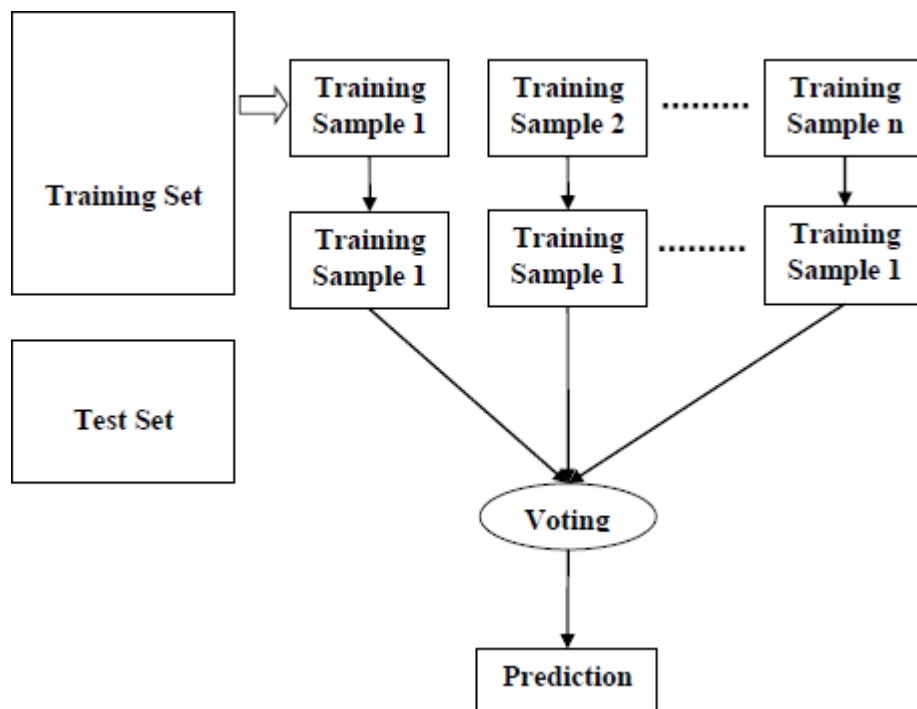 Training Set
Training
Sample 1
Training
Sample 2
Training
Sample n
Training
Sample 1
Training
Sample 1
Training
Sample 1
Test Set
Voting
Prediction